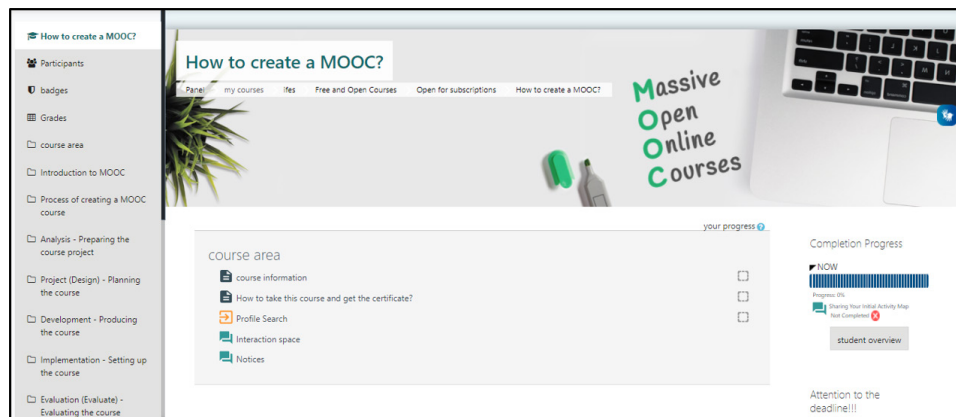 How to create a MOOC?
Participants
badges
Grades
course area
Introduction to MOOC
Process of creating a MOOC
course
Analysis - Preparing the
course project
Project (Design) - Planning
the course
Development - Producing
the course
Implementation - Setting up
the course
Evaluation (Evaluate) -
Evaluating the course
How to create a MOOC?
Panel my courses ifes Free and Open Courses Open for subscriptions How to create a MOOC?
Massive
Open
Online
Courses
your progress
course area
course information
How to take this course and get the certificate?
Profile Search
Interaction space
Notices
Completion Progress
NOW
Progress: 0%
Sharing Your Initial Activity Map
Not Completed
student overview
Attention to the
deadline!!!